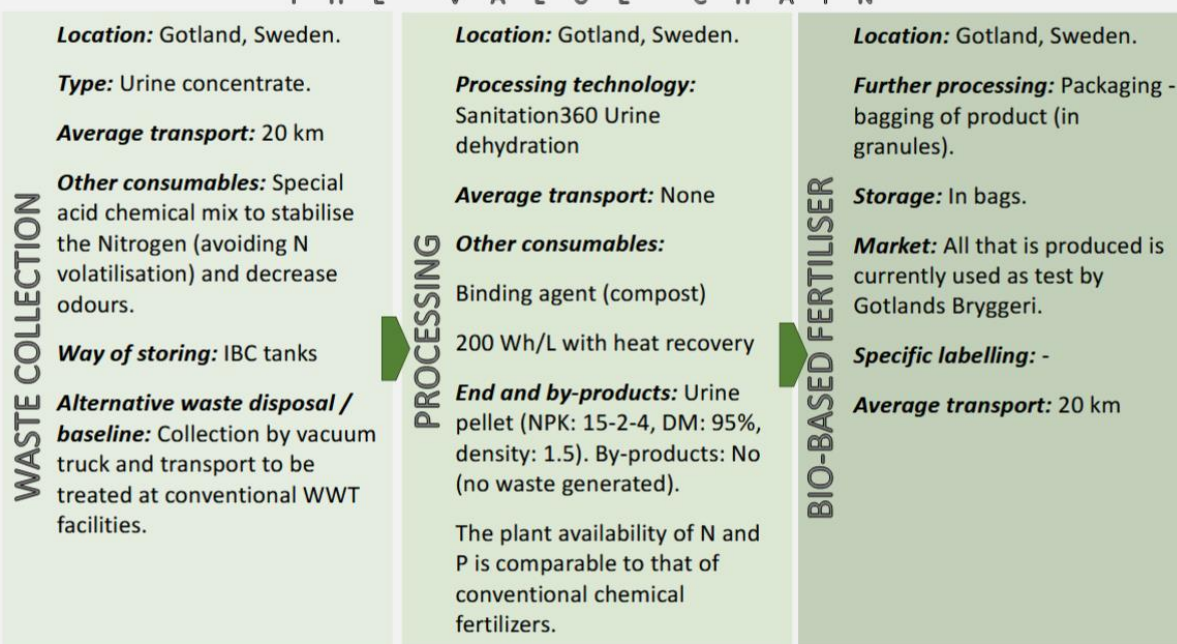 THE VALUE CHAIN
WASTE COLLECTION
Location: Gotland, Sweden.
Type: Urine concentrate.
Average transport: 20 km
Other consumables: Special
acid chemical mix to stabilise
the Nitrogen (avoiding N
volatilisation) and decrease
odours.
Way of storing: IBC tanks
Alternative waste disposal /
baseline: Collection by vacuum
truck and transport to be
treated at conventional WWT
facilities.
PROCESSING
Location: Gotland, Sweden.
Processing technology:
Sanitation360 Urine
dehydration
Average transport: None
Other consumables:
Binding agent (compost)
200 Wh/L with heat recovery
End and by-products: Urine
pellet (NPK: 15-2-4, DM: 95%,
density: 1.5). By-products: No
(no waste generated).
The plant availability of N and
P is comparable to that of
conventional chemical
fertilizers.
BIO-BASED FERTILISER
Location: Gotland, Sweden.
Further processing: Packaging -
bagging of product (in
granules).
Storage: In bags.
Market: All that is produced is
currently used as test by
Gotlands Bryggeri.
Specific labelling: -
Average transport: 20 km